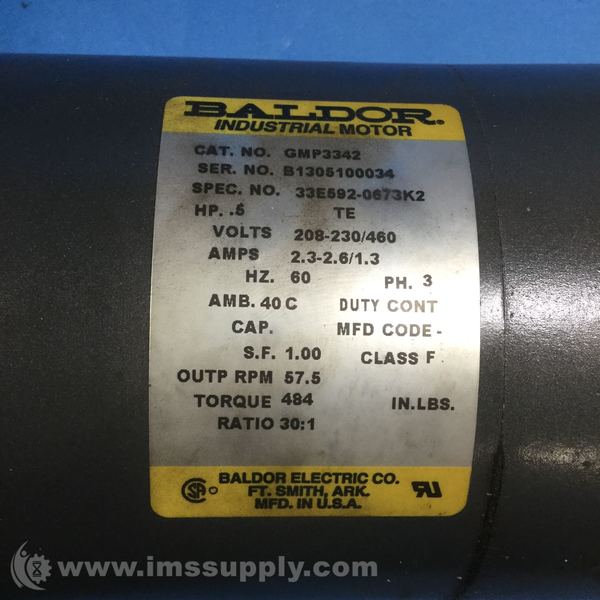 BALDOR®
INDUSTRIAL MOTOR
CAT. NO. GMP3342
SER. NO. B1305100034
SPEC. NO. 33E592-0673K2
HP. .5 TE
VOLTS 208-230/460
AMPS 2.3-2.6/1.3
HZ. 60 PH. 3
AMB. 40 C DUTY CONT
CAP. MFD CODE -
S.F. 1.00 CLASS F
OUTP RPM 57.5
TORQUE 484 IN.LBS.
RATIO 30:1
BALDOR ELECTRIC CO.
FT. SMITH, ARK.
MFD. IN U.S.A.
www.imssupply.com